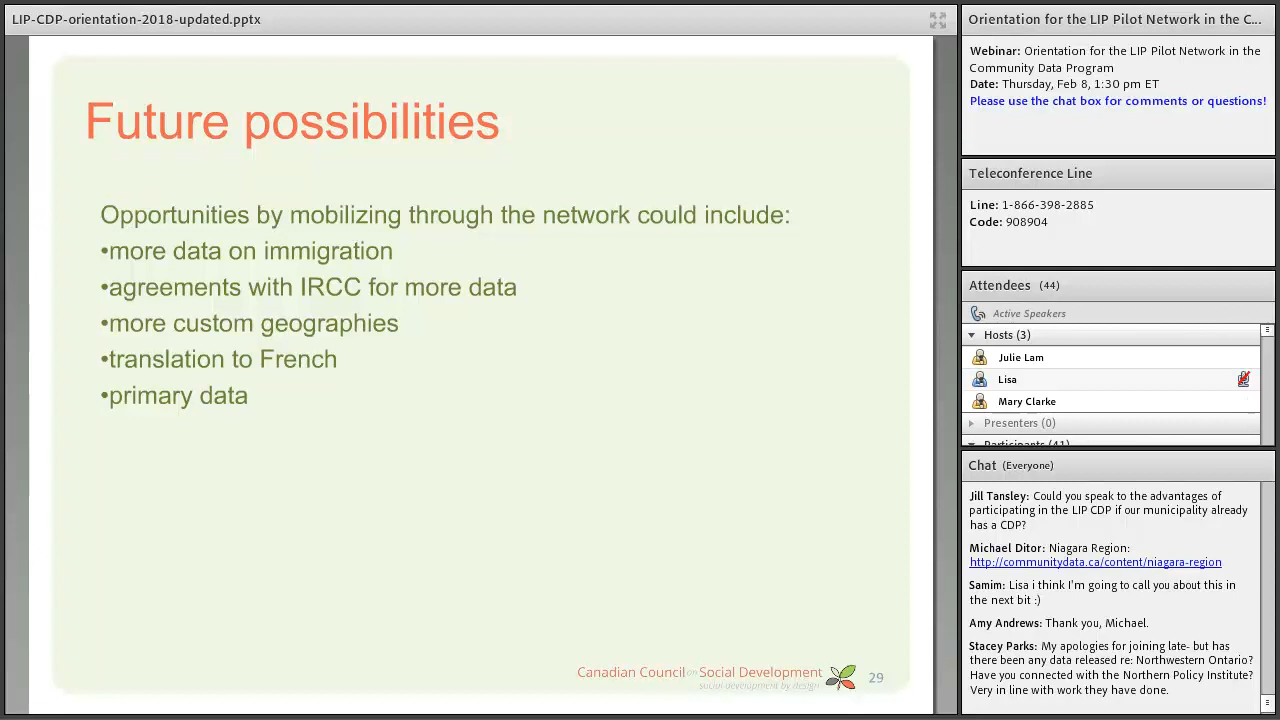 LIP-CDP-orientation-2018-updated.pptx
Future possibilities
Opportunities by mobilizing through the network could include:
•more data on immigration
•agreements with IRCC for more data
•more custom geographies
•translation to French
•primary data
Canadian Council on Social Development
social development by design
29
Orientation for the LIP Pilot Network in the C...
Webinar: Orientation for the LIP Pilot Network in the
Community Data Program
Date: Thursday, Feb 8, 1:30 pm ET
Please use the chat box for comments or questions!
Teleconference Line
Line: 1-866-398-2885
Code: 908904
Attendees (44)
Active Speakers
Hosts (3)
Julie Lam
Lisa
Mary Clarke
Presenters (0)
Participants (41)
Chat (Everyone)
Jill Tansley: Could you speak to the advantages of
participating in the LIP CDP if our municipality already
has a CDP?
Michael Ditor: Niagara Region:
http://communitydata.ca/content/niagara-region
Samim: Lisa i think I'm going to call you about this in
the next bit :)
Amy Andrews: Thank you, Michael.
Stacey Parks: My apologies for joining late- but has
there been any data released re: Northwestern Ontario?
Have you connected with the Northern Policy Institute?
Very in line with work they have done.